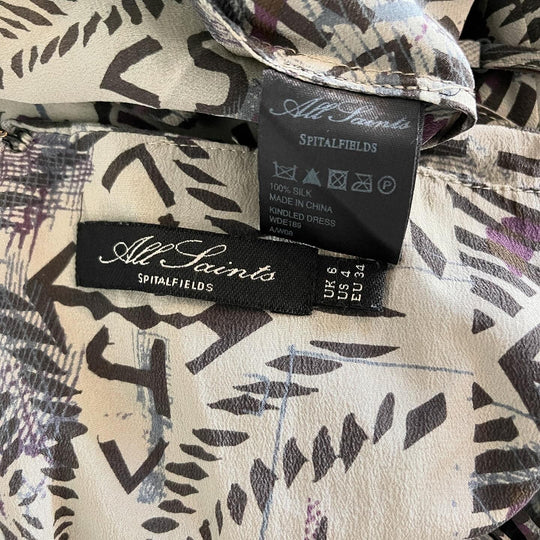 All Saints
SPITALFIELDS
100% SILK
MADE IN CHINA
KINDLED DRESS
WDE189
A/W08
All Saints
SPITALFIELDS
UK 6
US 4
EU 34